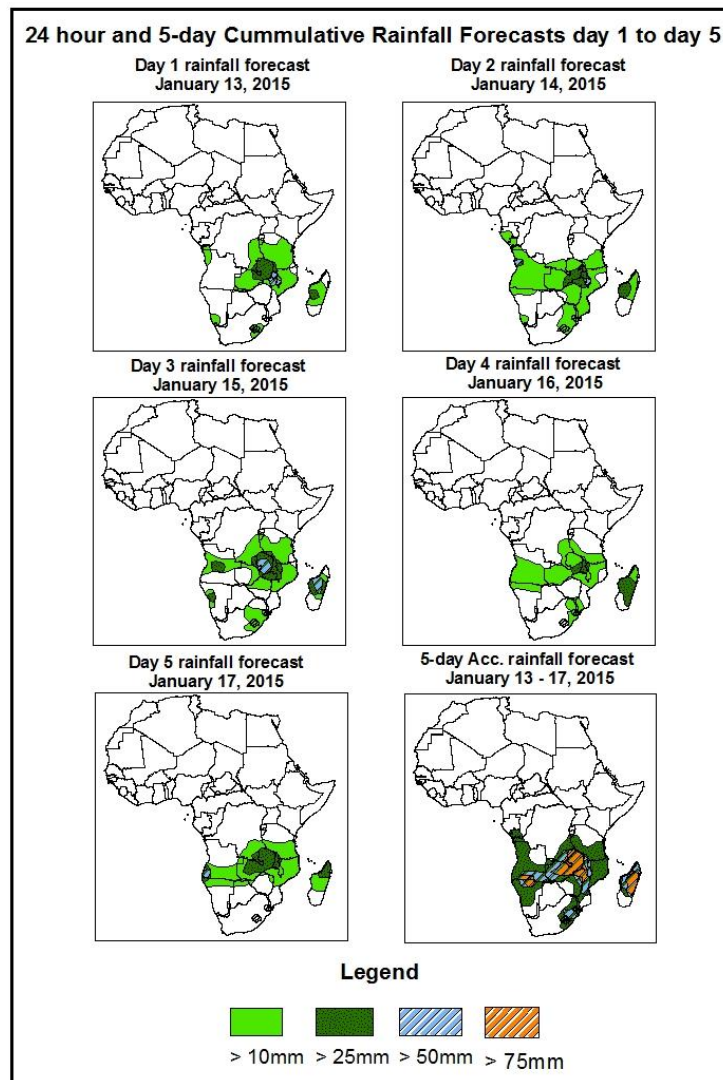 24 hour and 5-day Cummulative Rainfall Forecasts day 1 to day 5
Day 1 rainfall forecast
January 13, 2015
Day 2 rainfall forecast
January 14, 2015
Day 3 rainfall forecast
January 15, 2015
Day 4 rainfall forecast
January 16, 2015
Day 5 rainfall forecast
January 17, 2015
5-day Acc. rainfall forecast
January 13 - 17, 2015
Legend
> 10mm > 25mm > 50mm > 75mm